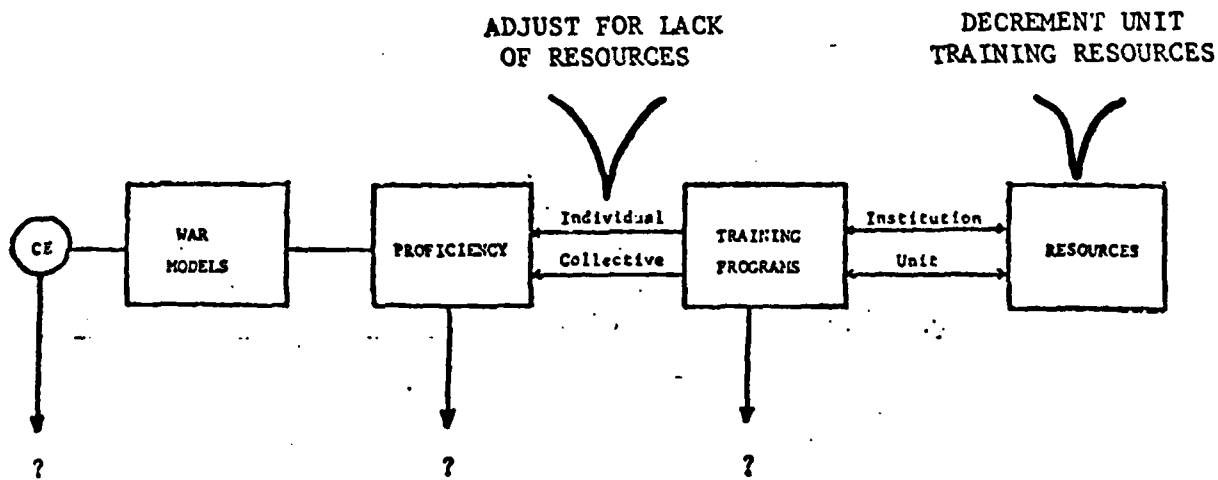 ADJUST FOR LACK
OF RESOURCES
DECREMENT UNIT
TRAINING RESOURCES
CE
WAR
MODELS
PROFICIENCY
Individual
Collective
TRAINING
PROGRAMS
Institution
Unit
RESOURCES
?
?
?